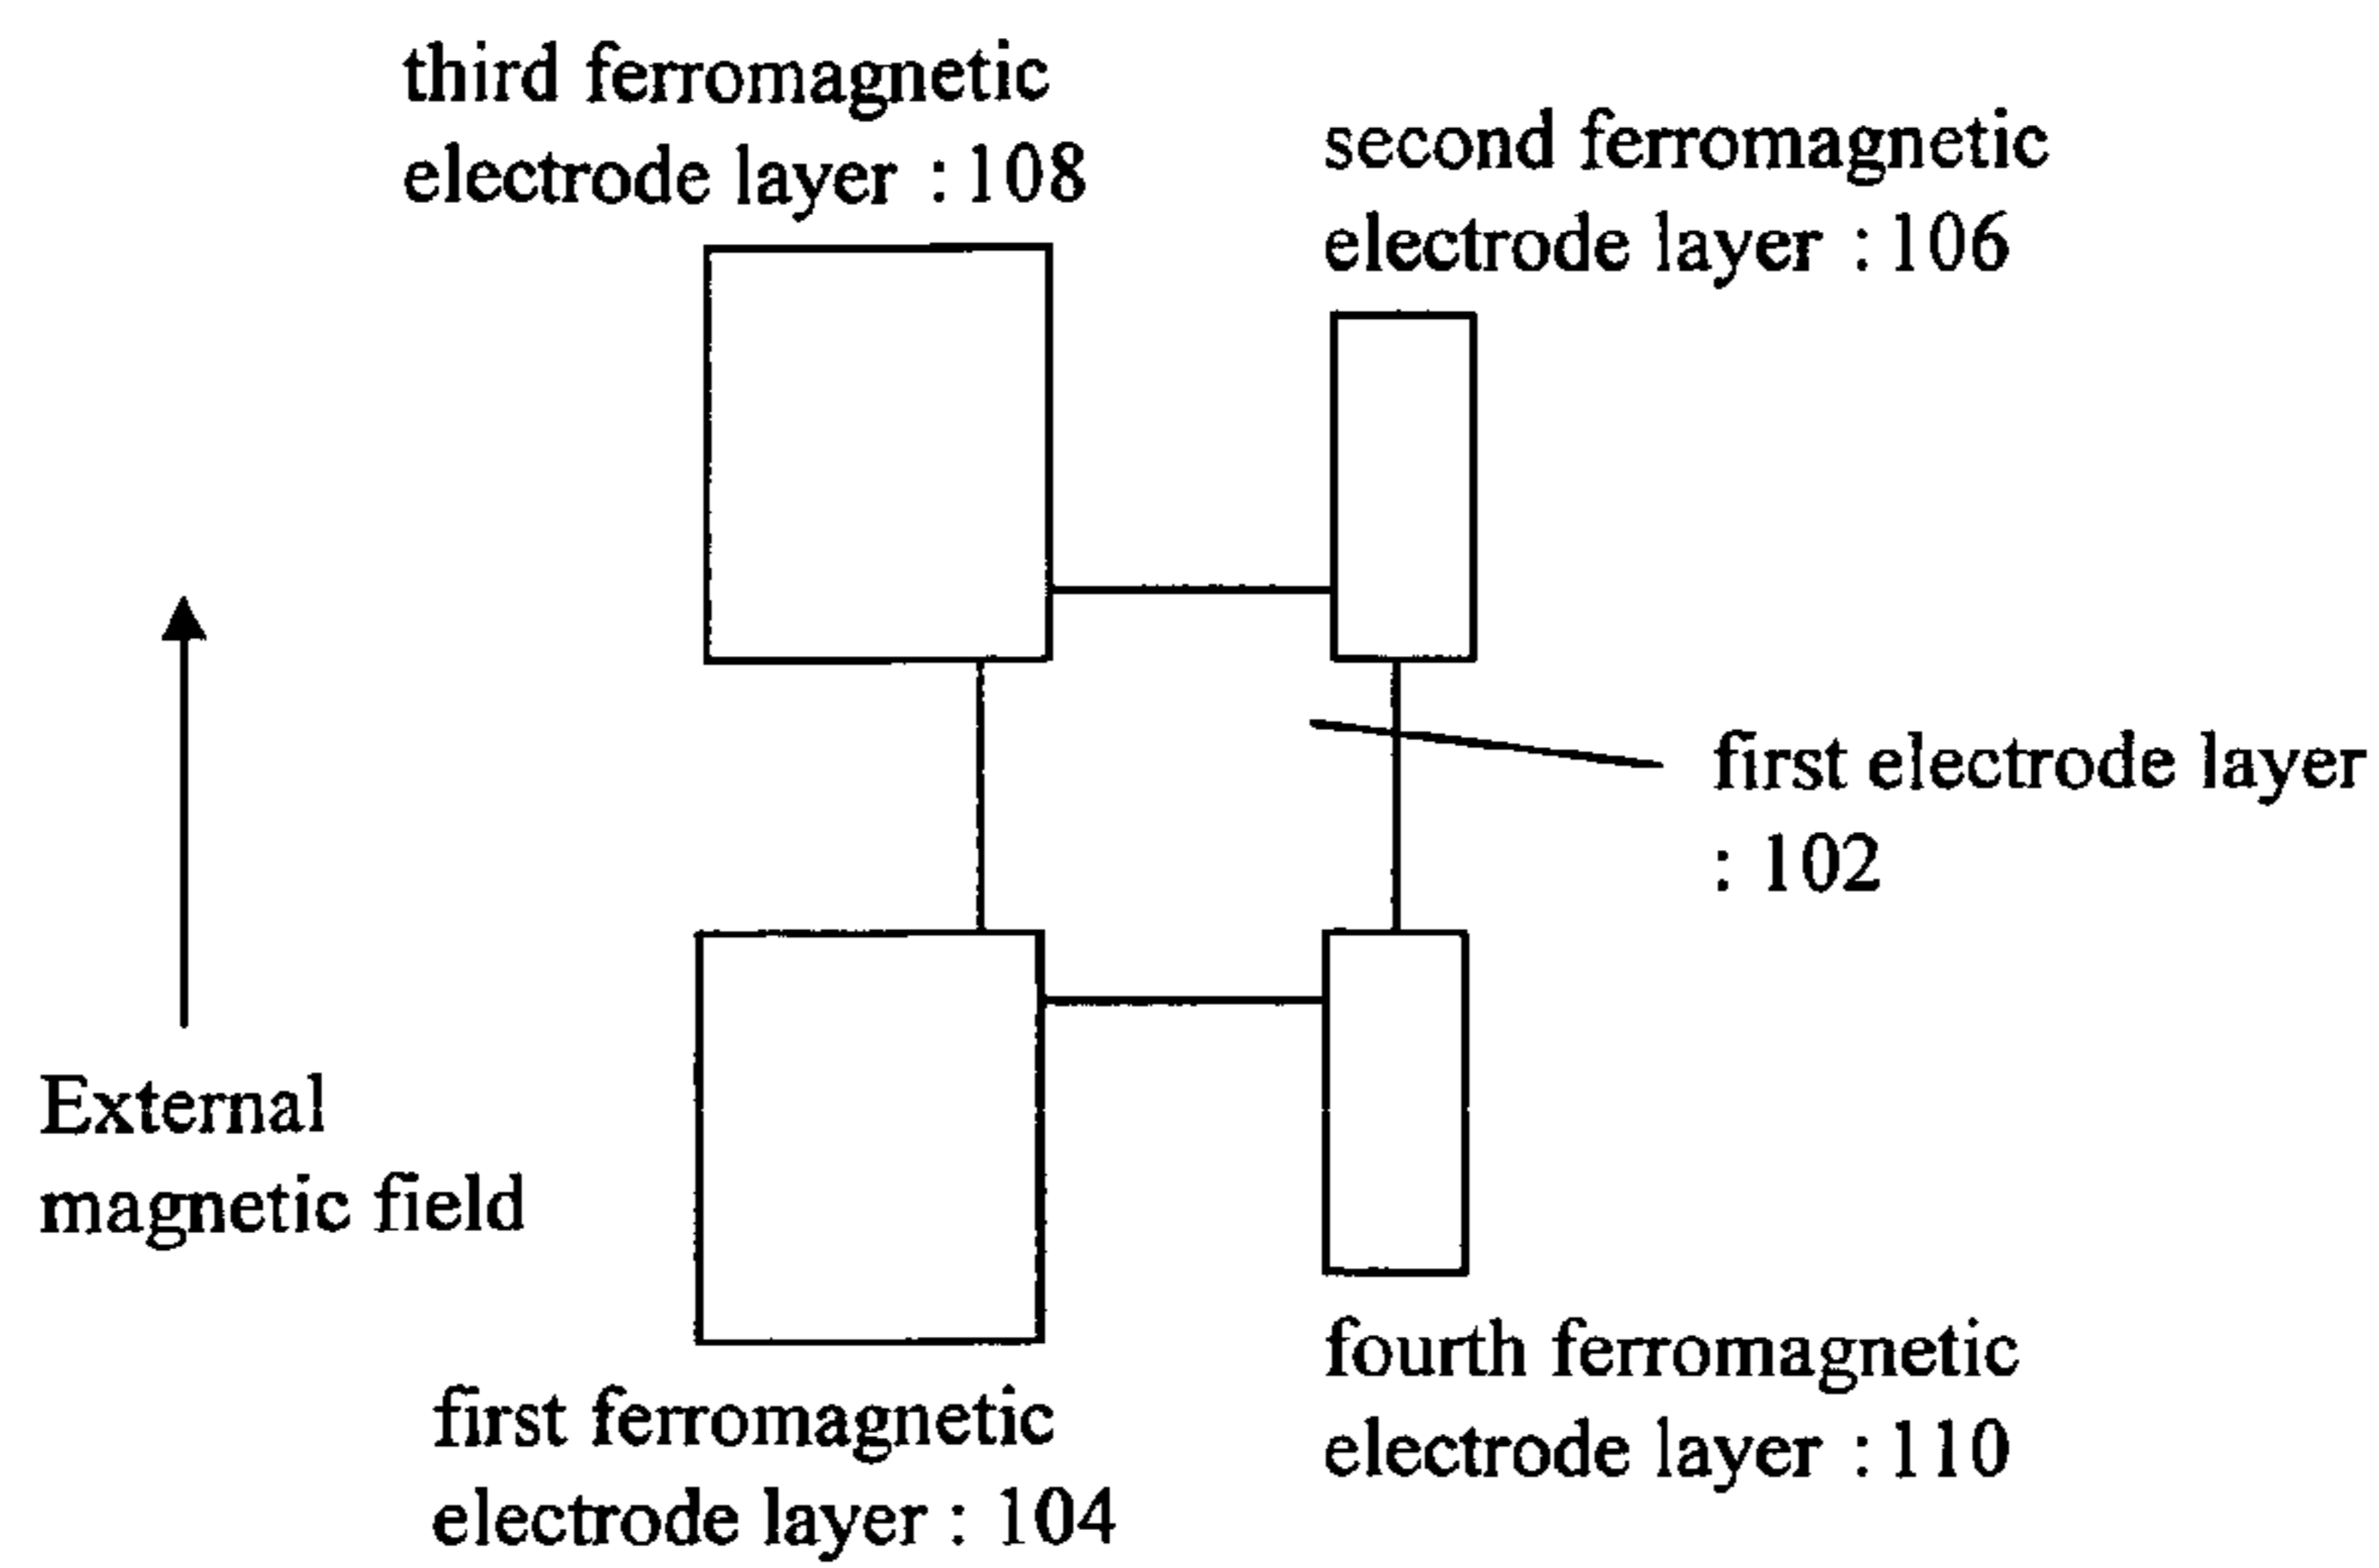 third ferromagnetic
electrode layer : 108
second ferromagnetic
electrode layer : 106
first electrode layer
: 102
External
magnetic field
fourth ferromagnetic
electrode layer : 110
first ferromagnetic
electrode layer : 104